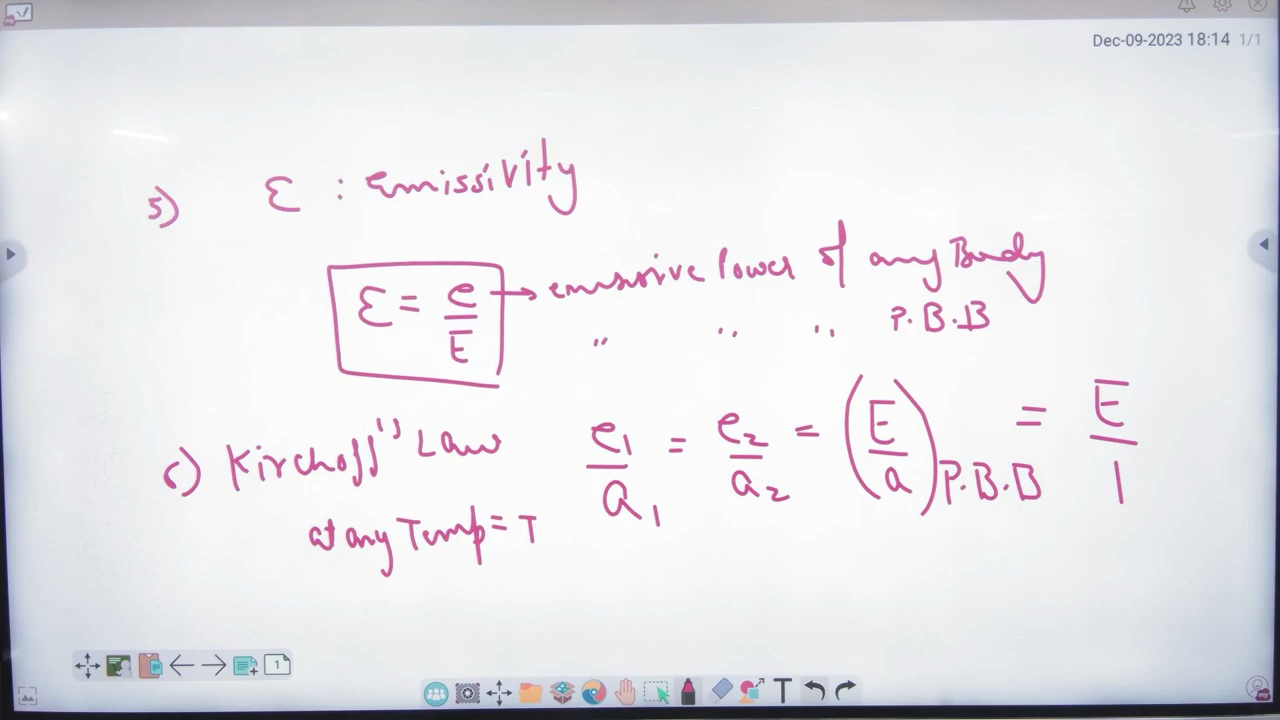 Dec-09-2023 18:14 1/1
5) ε : Emissivity
ε = e/E → emissive Power of any Body
" " " P.B.B
6) Kirchoff's Law e₁/a₁ = e₂/a₂ = (E/a)P.B.B = E/1
at any Temp = T
1
T